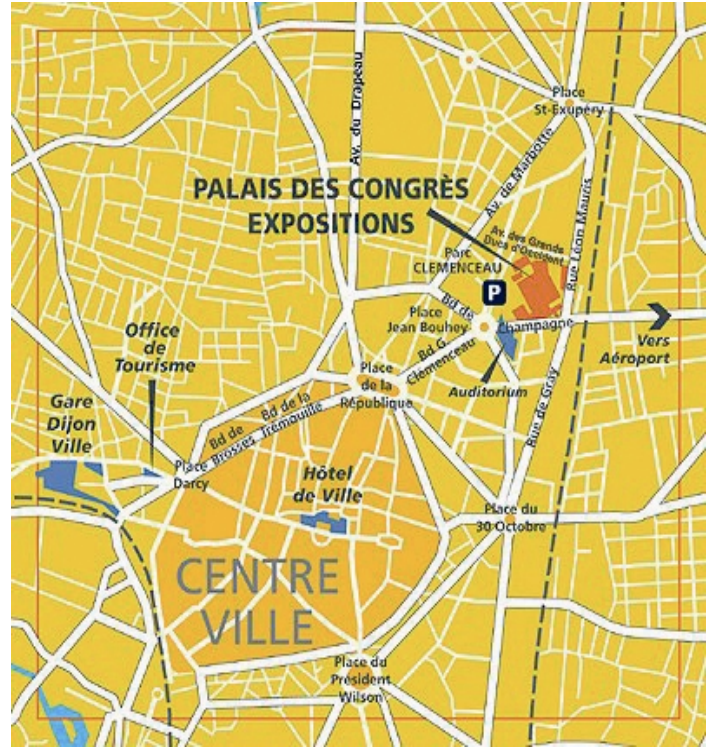 Av. du Drapeau
Place
St-Exupéry
Av. de Marbotte
PALAIS DES CONGRÈS
EXPOSITIONS
Rue Léon Mauris
Av. des Grands
Ducs d'Occident
Parc
CLEMENCEAU
P
Bd de
Champagne
Place
Jean Bouhey
Vers
Aéroport
Office
de
Tourisme
Bd G.
Clemenceau
Auditorium
Place
de la
République
Gare
Dijon
Ville
Bd de la
Trémouille
Bd de
Brosses
Rue de Gray
Place
Darcy
Hôtel
de Ville
Place du
30 Octobre
CENTRE
VILLE
Place du
Président
Wilson